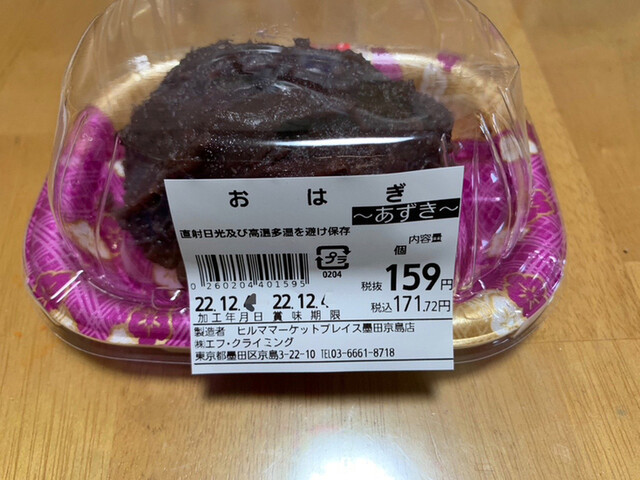 おはぎ
～あずき～
直射日光及び高温多湿を避け保存
内容量
個
プラ
0204
0260204401595
税抜159円
税込171.72円
22.12. 22.12.
加工年月日 賞味期限
製造者 ヒルママーケットプレイス墨田京島店
㈱エフ・クライミング
東京都墨田区京島3-22-10 TEL03-6661-8718